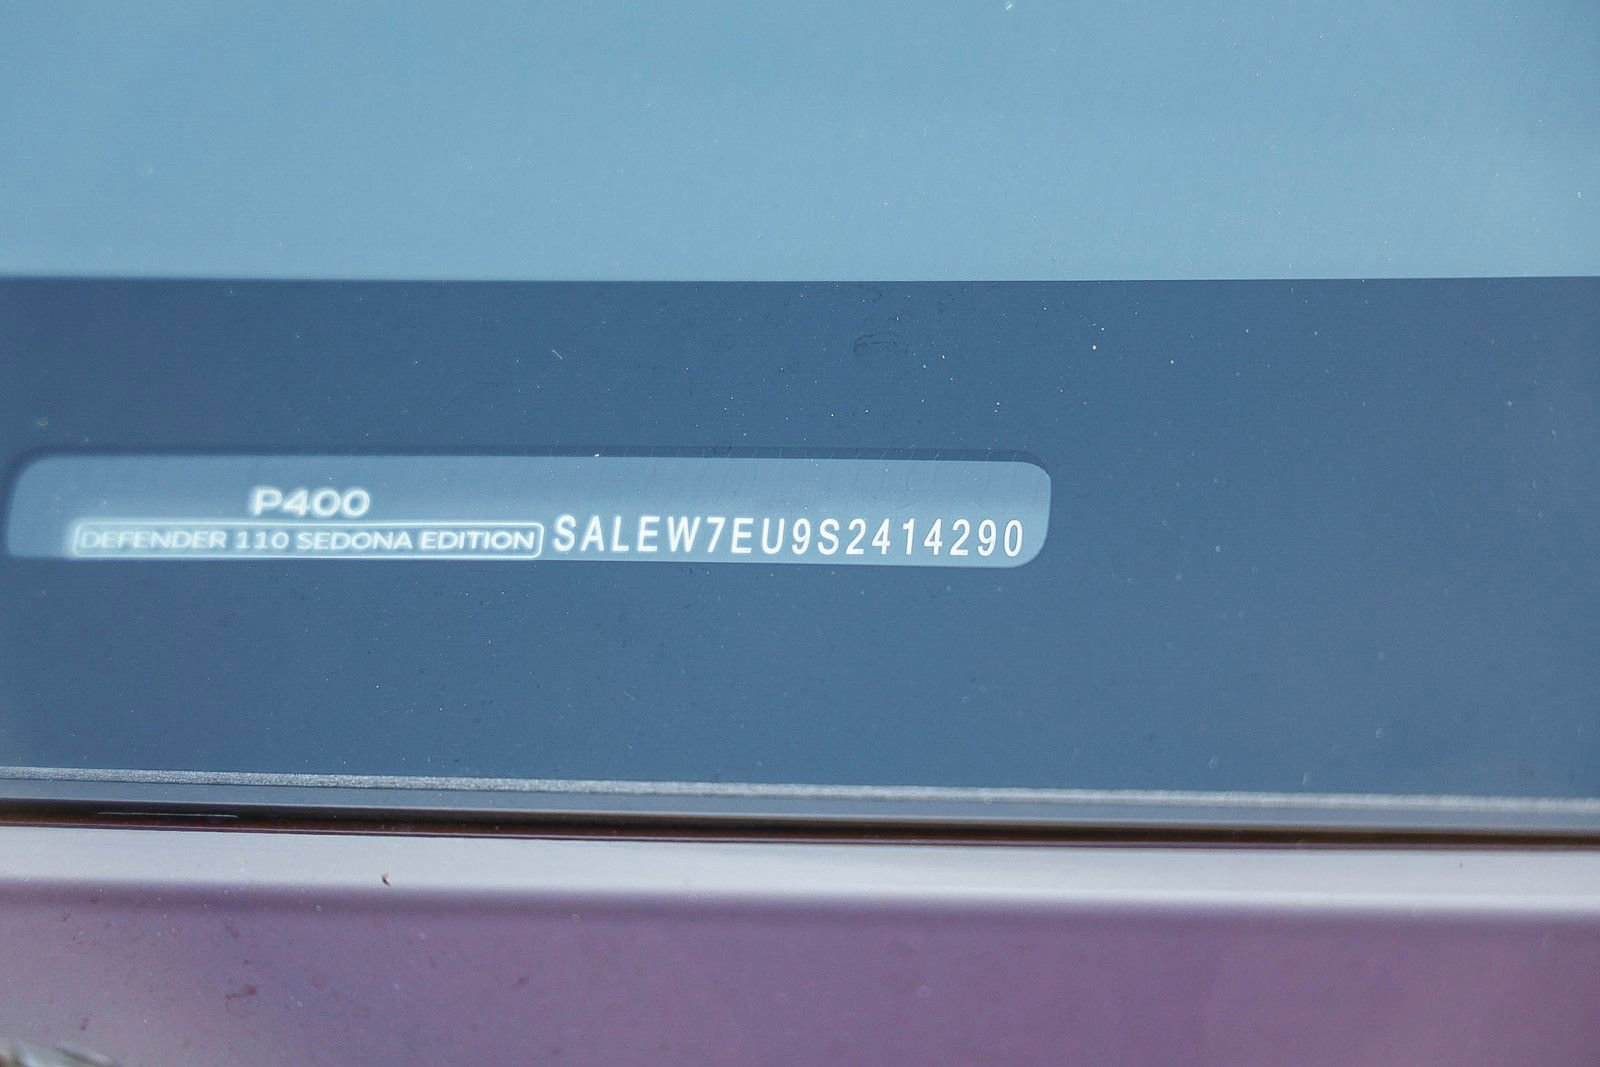 P400
DEFENDER 110 SEDONA EDITION SALEW7EU9S2414290